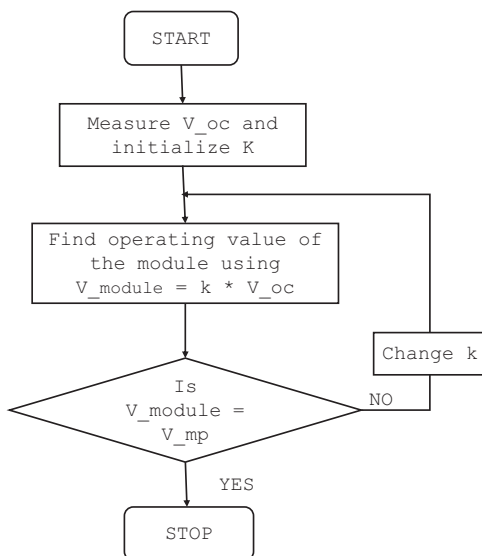 START
Measure V_oc and
initialize K
Find operating value of
the module using
V_module = k * V_oc
Change k
Is
V_module =
V_mp
NO
YES
STOP